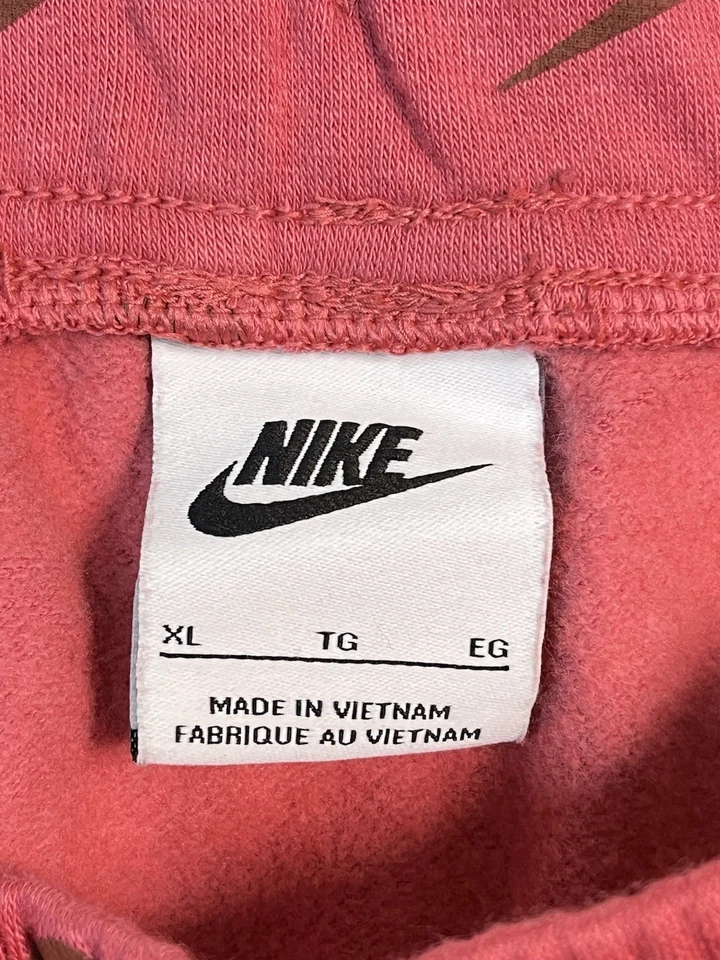 NIKE
XL TG EG
MADE IN VIETNAM
FABRIQUE AU VIETNAM